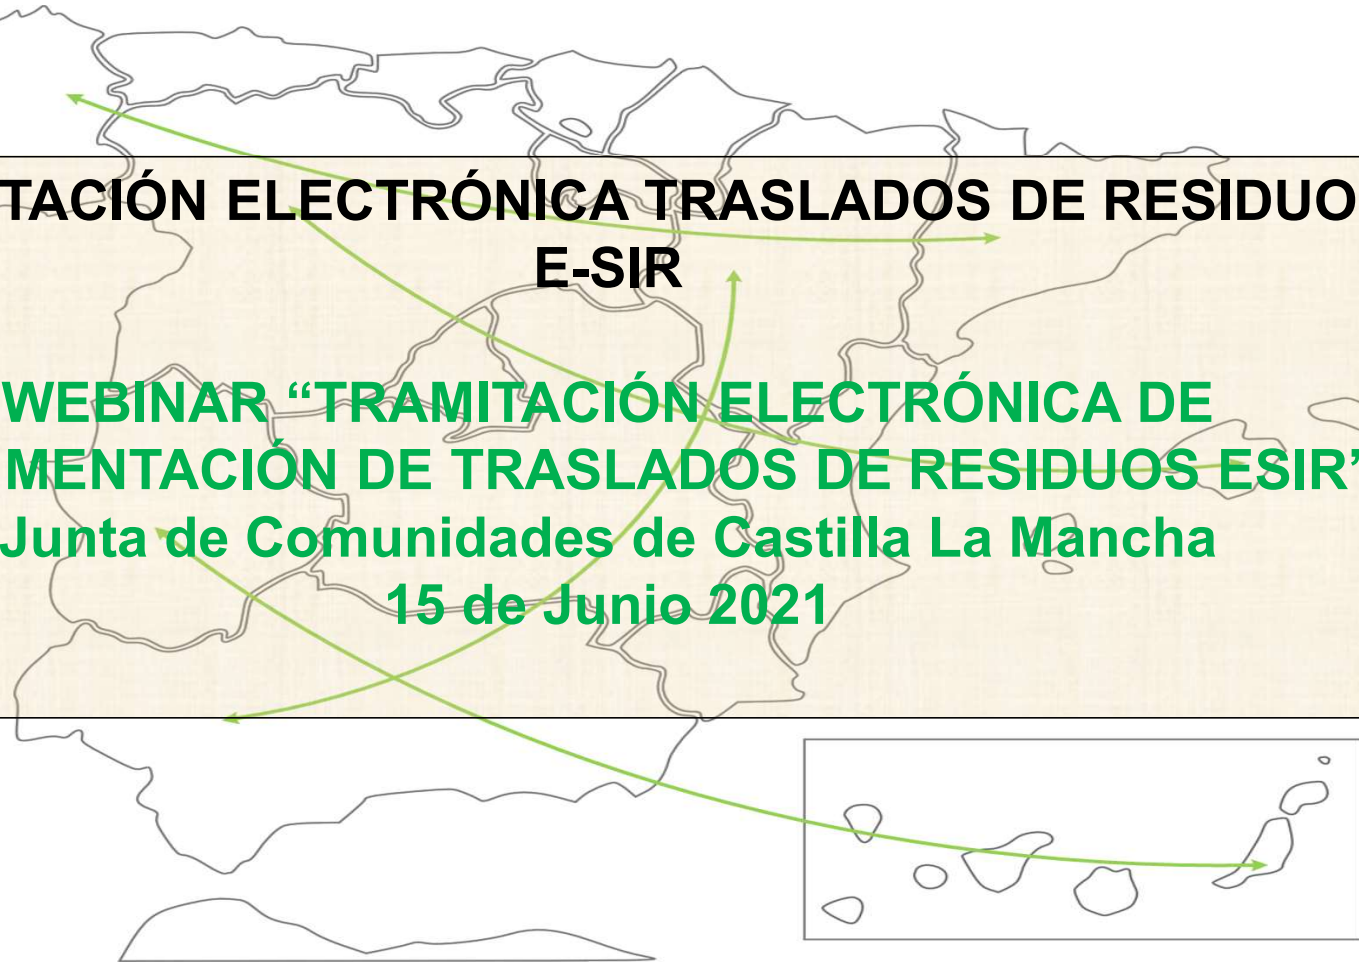 TACIÓN ELECTRÓNICA TRASLADOS DE RESIDUO
E-SIR
WEBINAR “TRAMITACIÓN ELECTRÓNICA DE
MENTACIÓN DE TRASLADOS DE RESIDUOS ESIR”
Junta de Comunidades de Castilla La Mancha
15 de Junio 2021